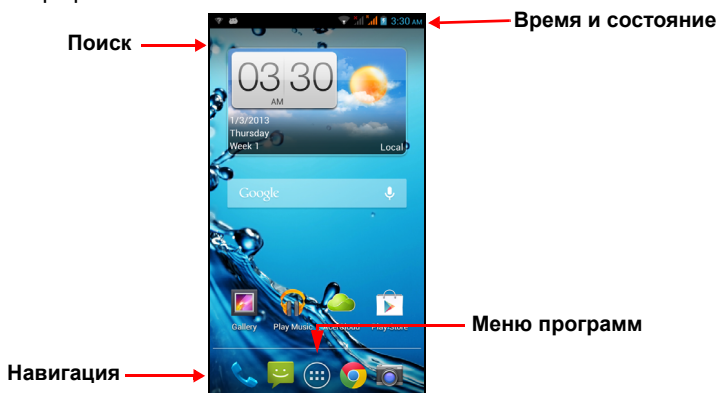 3:30 AM
Время и состояние
Поиск
03 30
AM
1/3/2013
Thursday
Week 1
Local
Google
Gallery
Play Music
Play Store
Меню программ
Навигация